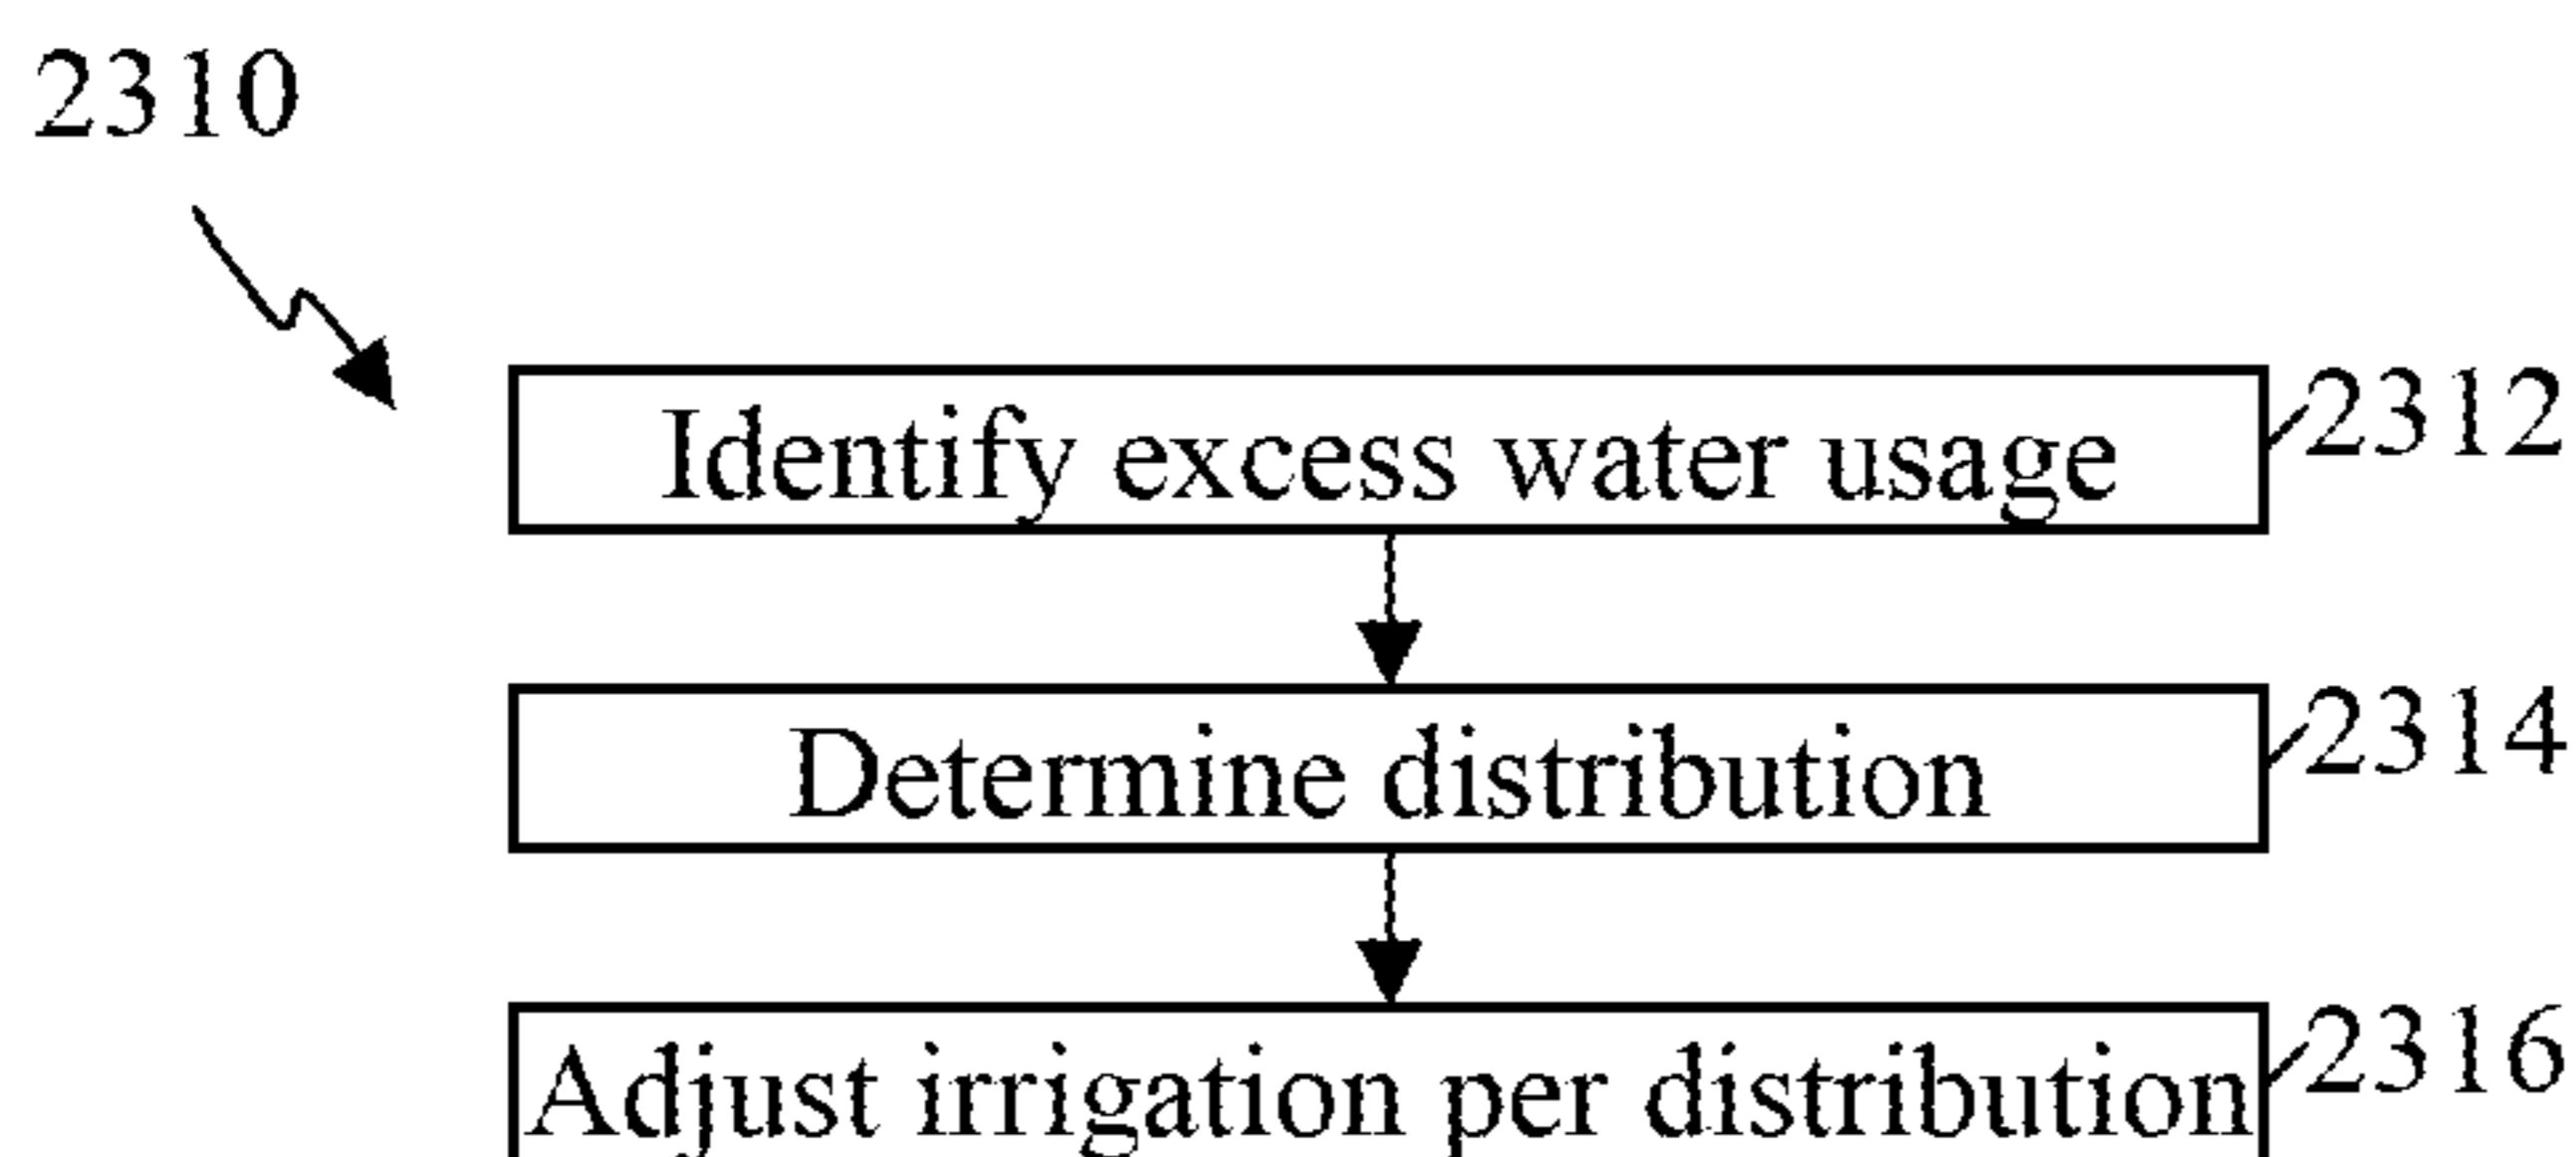 2310
Identify excess water usage 2312
Determine distribution 2314
Adjust irrigation per distribution 2316